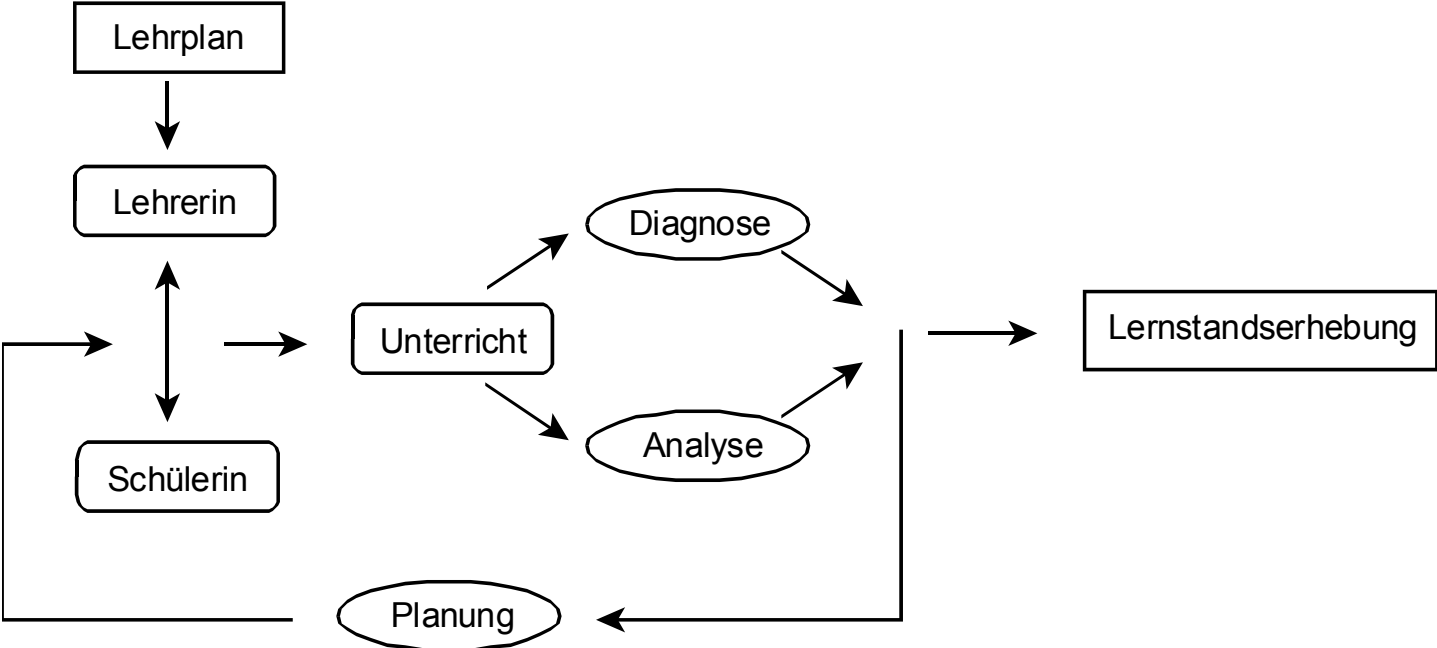 Lehrplan
Lehrerin
Diagnose
Unterricht
Lernstandserhebung
Analyse
Schülerin
Planung